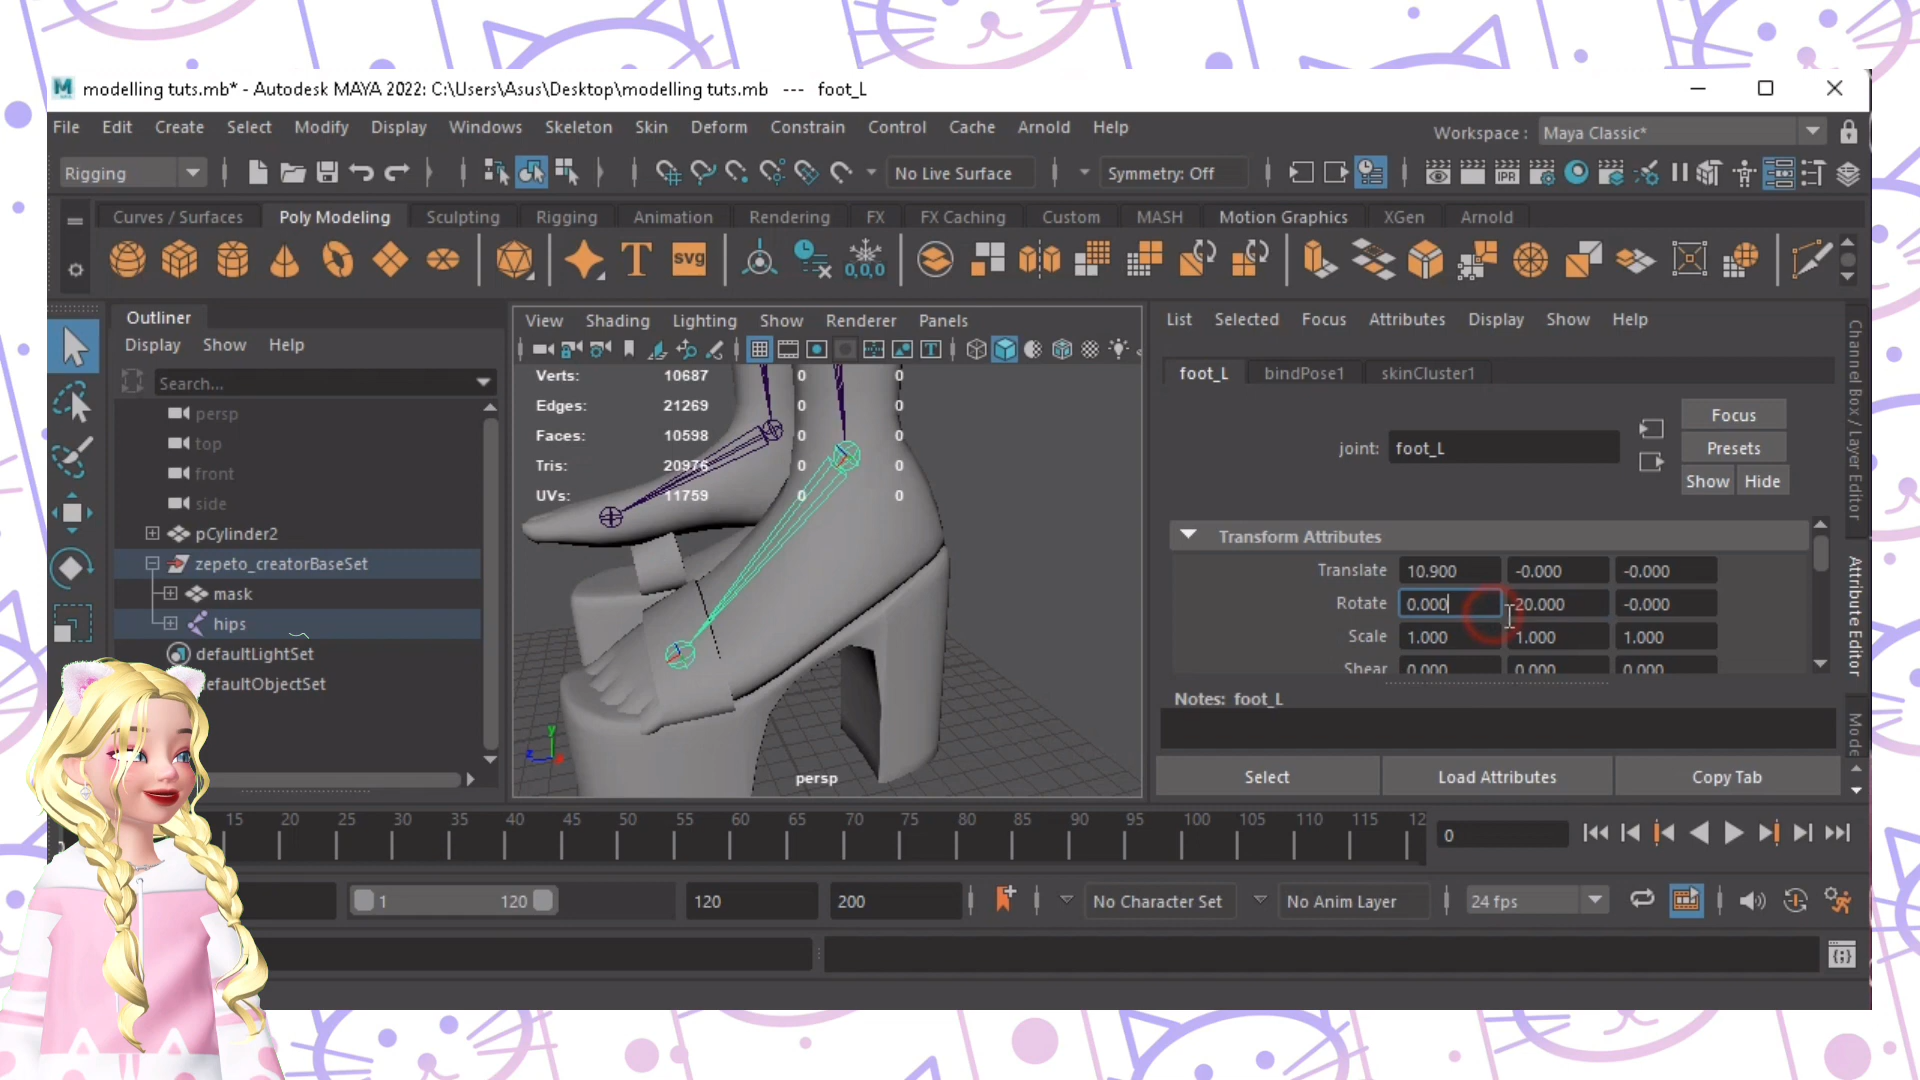 modelling tuts.mb* - Autodesk MAYA 2022: C:\Users\Asus\Desktop\modelling tuts.mb --- foot_L
File Edit Create Select Modify Display Windows Skeleton Skin Deform Constrain Control Cache Arnold Help
Workspace : Maya Classic*
Rigging
No Live Surface
Symmetry: Off
IPR
Curves / Surfaces Poly Modeling Sculpting Rigging Animation Rendering FX FX Caching Custom MASH Motion Graphics XGen Arnold
T svg 0,0,0
Outliner
Display Show Help
Search...
persp
top
front
side
pCylinder2
zepeto_creatorBaseSet
mask
hips
defaultLightSet
efaultObjectSet
View Shading Lighting Show Renderer Panels
Verts: 10687 0 0
Edges: 21269 0 0
Faces: 10598 0 0
Tris: 20976 0 0
UVs: 11759 0 0
y
z
persp
List Selected Focus Attributes Display Show Help
foot_L bindPose1 skinCluster1
joint: foot_L
Focus
Presets
Show Hide
Transform Attributes
Translate 10.900 -0.000 -0.000
Rotate 0.000 -20.000 -0.000
Scale 1.000 1.000 1.000
Shear 0.000 0.000 0.000
Notes: foot_L
Select Load Attributes Copy Tab
Channel Box / Layer Editor
Attribute Editor
Mode
15 20 25 30 35 40 45 50 55 60 65 70 75 80 85 90 95 100 105 110 115 12
0
1 120 120 200 No Character Set No Anim Layer 24 fps